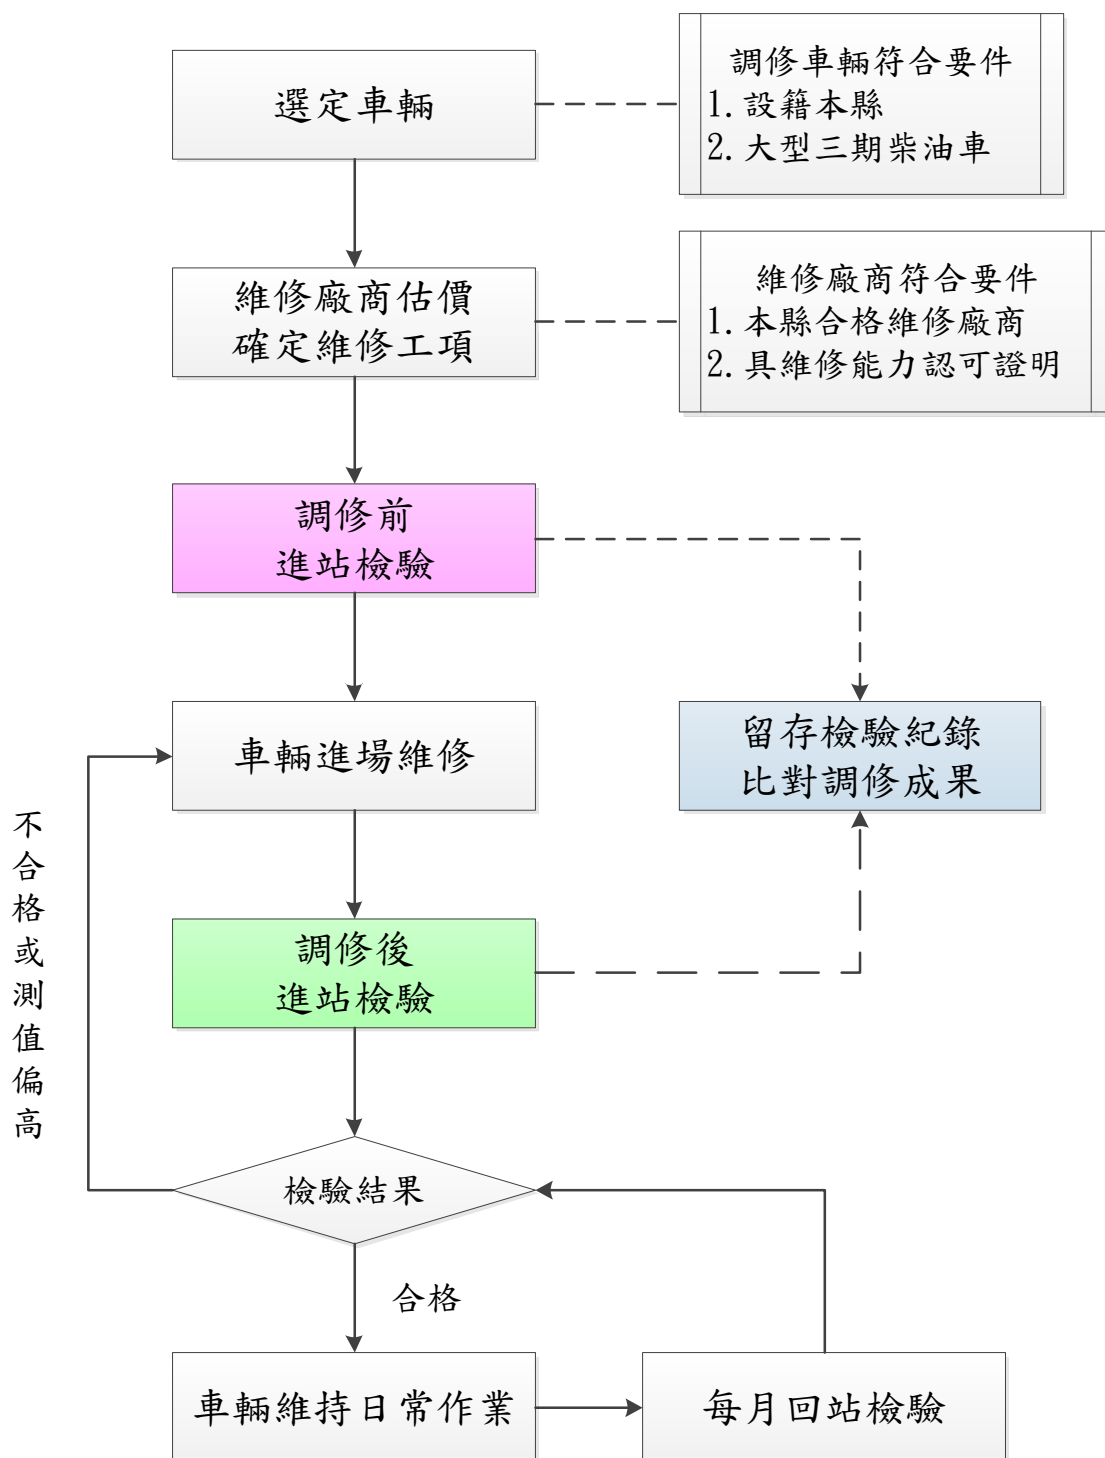 選定車輛
調修車輛符合要件
1.設籍本縣
2.大型三期柴油車
維修廠商估價
確定維修工項
維修廠商符合要件
1.本縣合格維修廠商
2.具維修能力認可證明
調修前
進站檢驗
車輛進場維修
留存檢驗紀錄
比對調修成果
不合格或測值偏高
調修後
進站檢驗
檢驗結果
合格
車輛維持日常作業
每月回站檢驗